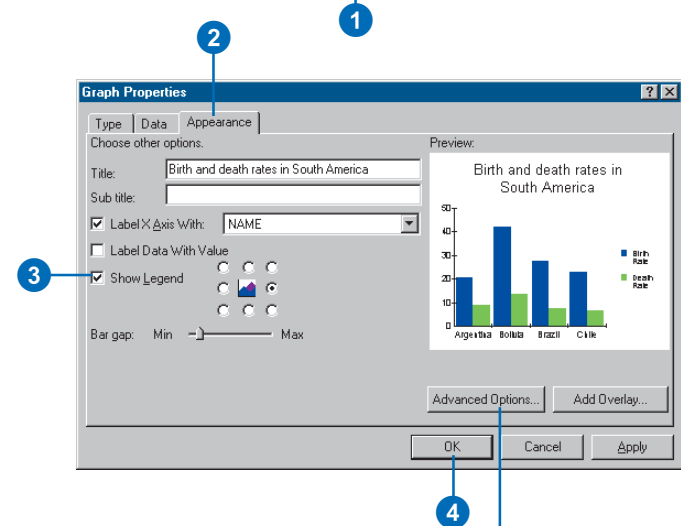 1
2
Graph Properties
Type Data Appearance
Choose other options.
Title: Birth and death rates in South America
Sub title:
Label X Axis With: NAME
Label Data With Value
3
Show Legend
Bar gap: Min Max
Preview:
Birth and death rates in
South America
50
40
30
20
10
0
Argentina Bolivia Brazil Chile
Birth
Rate
Death
Rate
Advanced Options... Add Overlay...
OK Cancel Apply
4